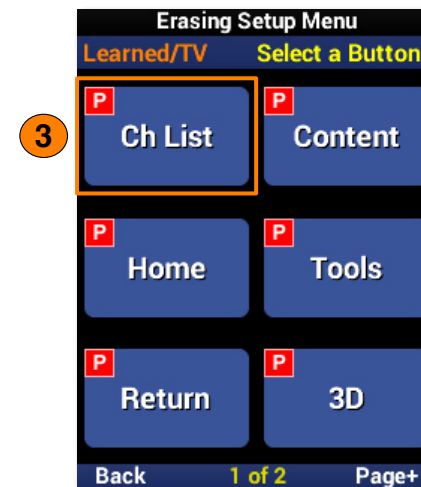 Erasing Setup Menu
Learned/TV Select a Button
P P
Ch List Content
3
P P
Home Tools
P P
Return 3D
Back 1 of 2 Page+